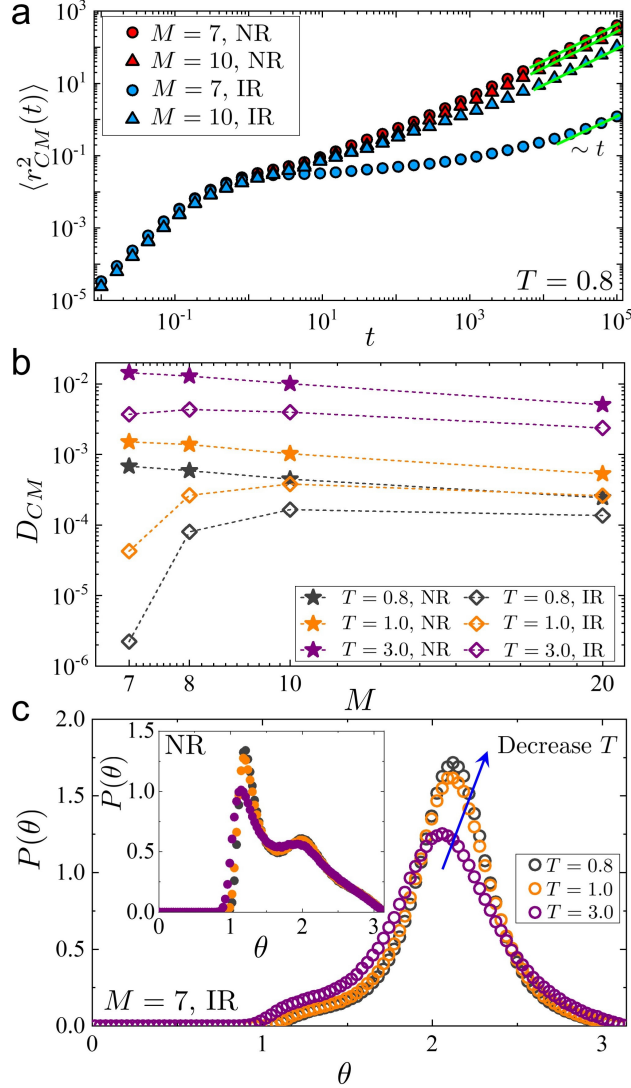 a
10^3
10^1
10^-1
10^-3
10^-5
⟨r^2_CM(t)⟩
M = 7, NR
M = 10, NR
M = 7, IR
M = 10, IR
∼ t
T = 0.8
10^-1
10^1
10^3
10^5
t
b
10^-2
10^-3
10^-4
10^-5
10^-6
D_CM
T = 0.8, NR
T = 1.0, NR
T = 3.0, NR
T = 0.8, IR
T = 1.0, IR
T = 3.0, IR
7
8
10
20
M
c
2.0
1.5
1.0
0.5
0.0
P(θ)
NR
1.5
1.0
0.5
0.0
P(θ)
0
1
2
3
θ
Decrease T
T = 0.8
T = 1.0
T = 3.0
M = 7, IR
0
1
2
3
θ